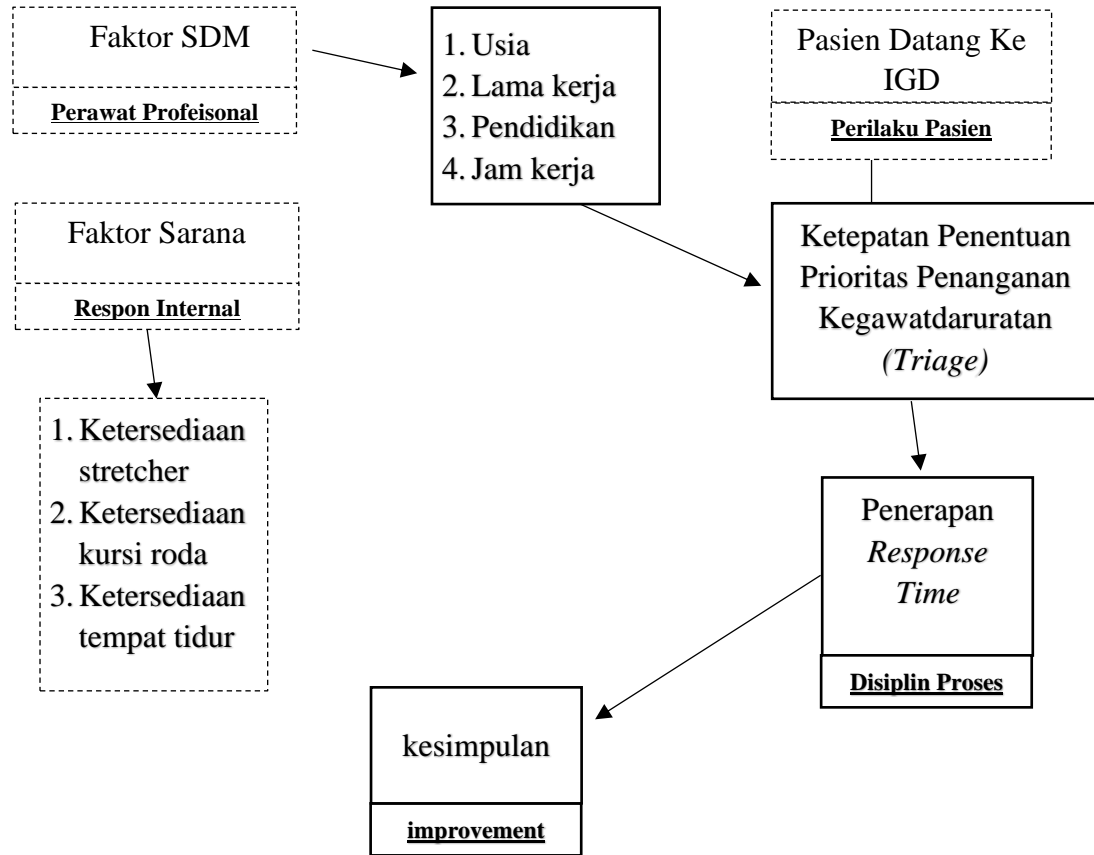 Faktor SDM
Perawat Profeisonal
1. Usia
2. Lama kerja
3. Pendidikan
4. Jam kerja
Pasien Datang Ke
IGD
Perilaku Pasien
Faktor Sarana
Respon Internal
Ketepatan Penentuan
Prioritas Penanganan
Kegawatdaruratan
(Triage)
1. Ketersediaan
stretcher
2. Ketersediaan
kursi roda
3. Ketersediaan
tempat tidur
Penerapan
Response
Time
Disiplin Proses
kesimpulan
improvement